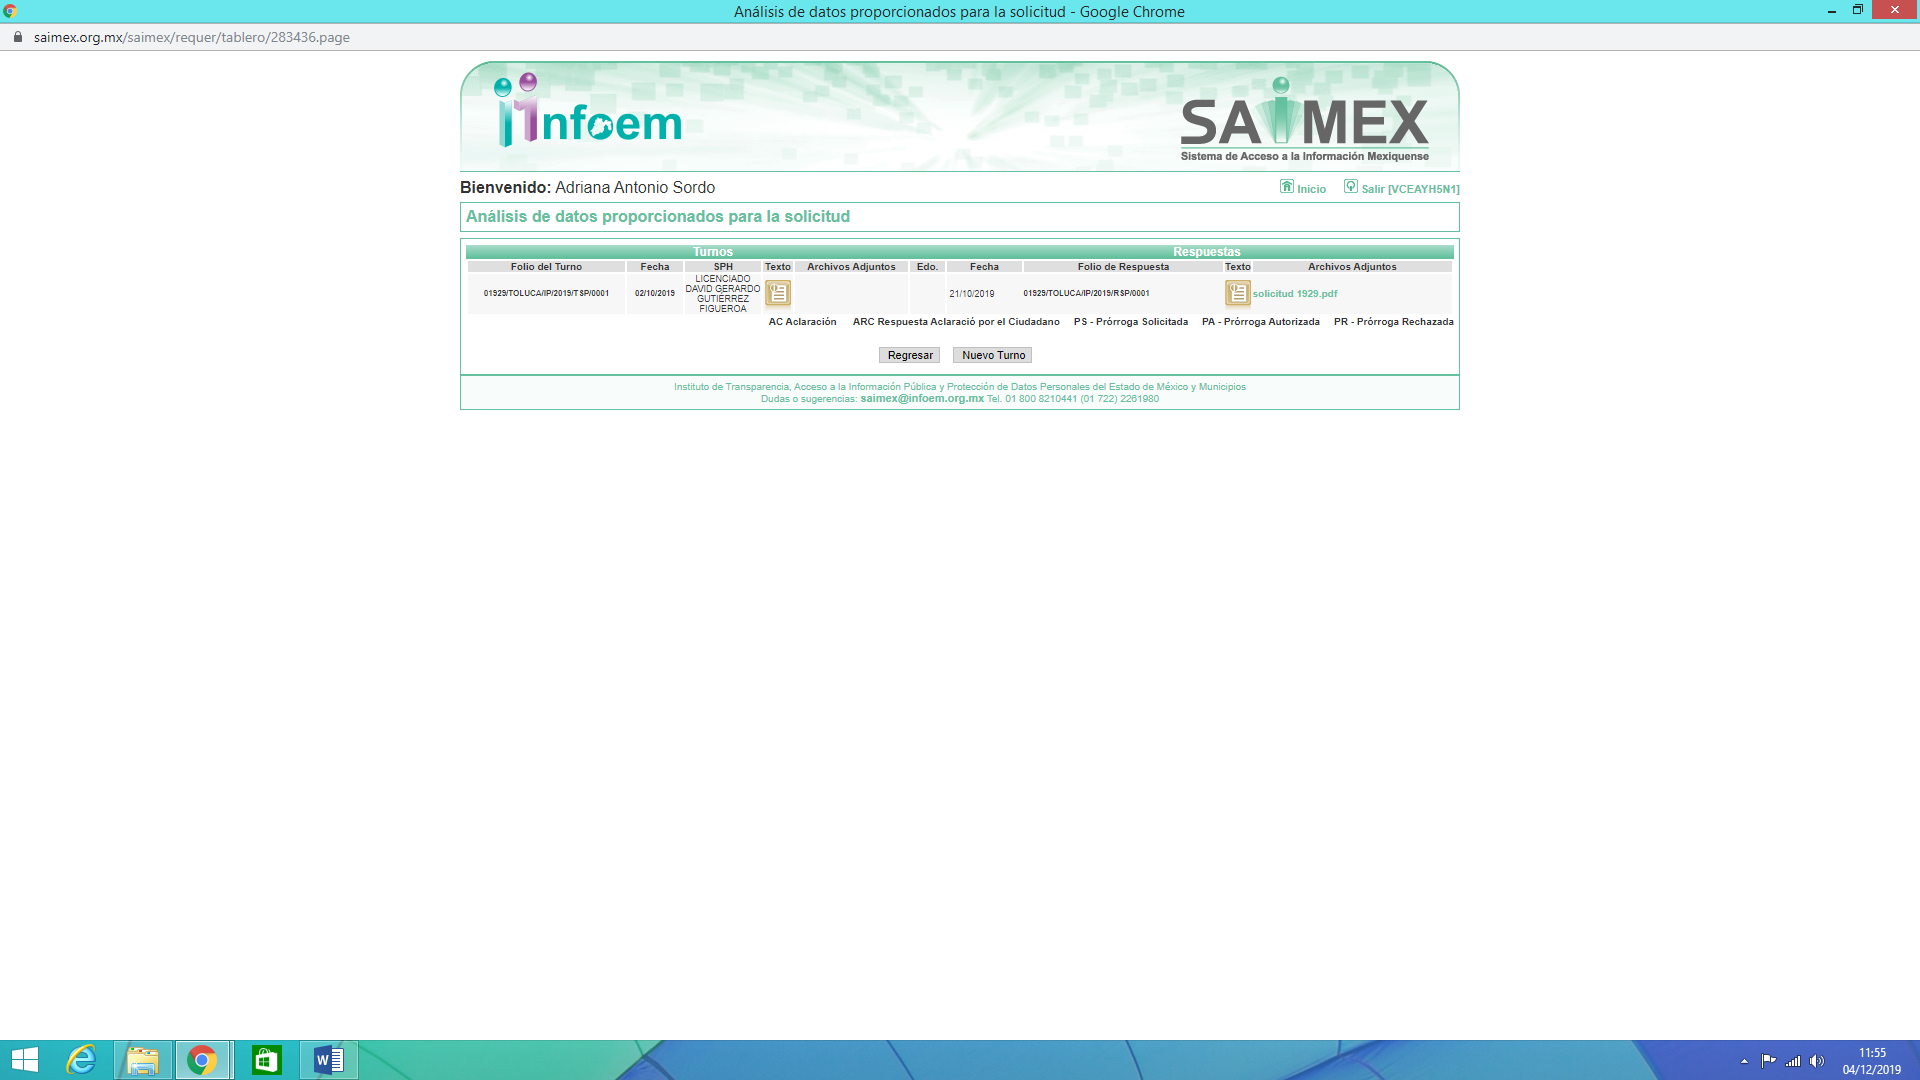 Análisis de datos proporcionados para la solicitud - Google Chrome
saimex.org.mx/saimex/requer/tablero/283436.page
infoem
SAIMEX
Sistema de Acceso a la Información Mexiquense
Bienvenido: Adriana Antonio Sordo
Inicio Salir [VCEAYH5N1]
Análisis de datos proporcionados para la solicitud
Turnos Respuestas
Folio del Turno Fecha SPH Texto Archivos Adjuntos Edo. Fecha Folio de Respuesta Texto Archivos Adjuntos
01929/TOLUCA/IP/2019/TSP/0001 02/10/2019 LICENCIADO DAVID GERARDO GUTIÉRREZ FIGUEROA 21/10/2019 01929/TOLUCA/IP/2019/RSP/0001 solicitud 1929.pdf
AC Aclaración ARC Respuesta Aclaració por el Ciudadano PS - Prórroga Solicitada PA - Prórroga Autorizada PR - Prórroga Rechazada
Regresar Nuevo Turno
Instituto de Transparencia, Acceso a la Información Pública y Protección de Datos Personales del Estado de México y Municipios
Dudas o sugerencias: saimex@infoem.org.mx Tel. 01 800 8210441 (01 722) 2261980
11:55
04/12/2019